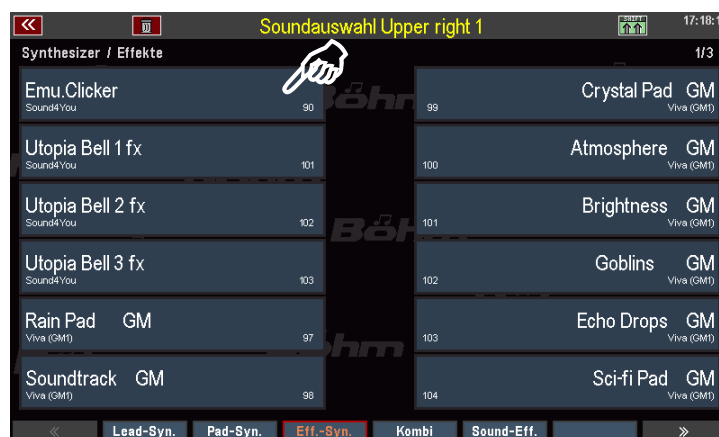 Soundauswahl Upper right 1
SHIFT
17:18:1
Synthesizer / Effekte
1/3
Emu.Clicker
Sound4You
90
Crystal Pad GM
Viva (GM1)
99
Utopia Bell 1 fx
Sound4You
101
Atmosphere GM
Viva (GM1)
100
Utopia Bell 2 fx
Sound4You
102
Brightness GM
Viva (GM1)
101
Utopia Bell 3 fx
Sound4You
103
Goblins GM
Viva (GM1)
102
Rain Pad GM
Viva (GM1)
97
Echo Drops GM
Viva (GM1)
103
Soundtrack GM
Viva (GM1)
98
Sci-fi Pad GM
Viva (GM1)
104
Böhm
Lead-Syn. Pad-Syn. Eff.-Syn. Kombi Sound-Eff.